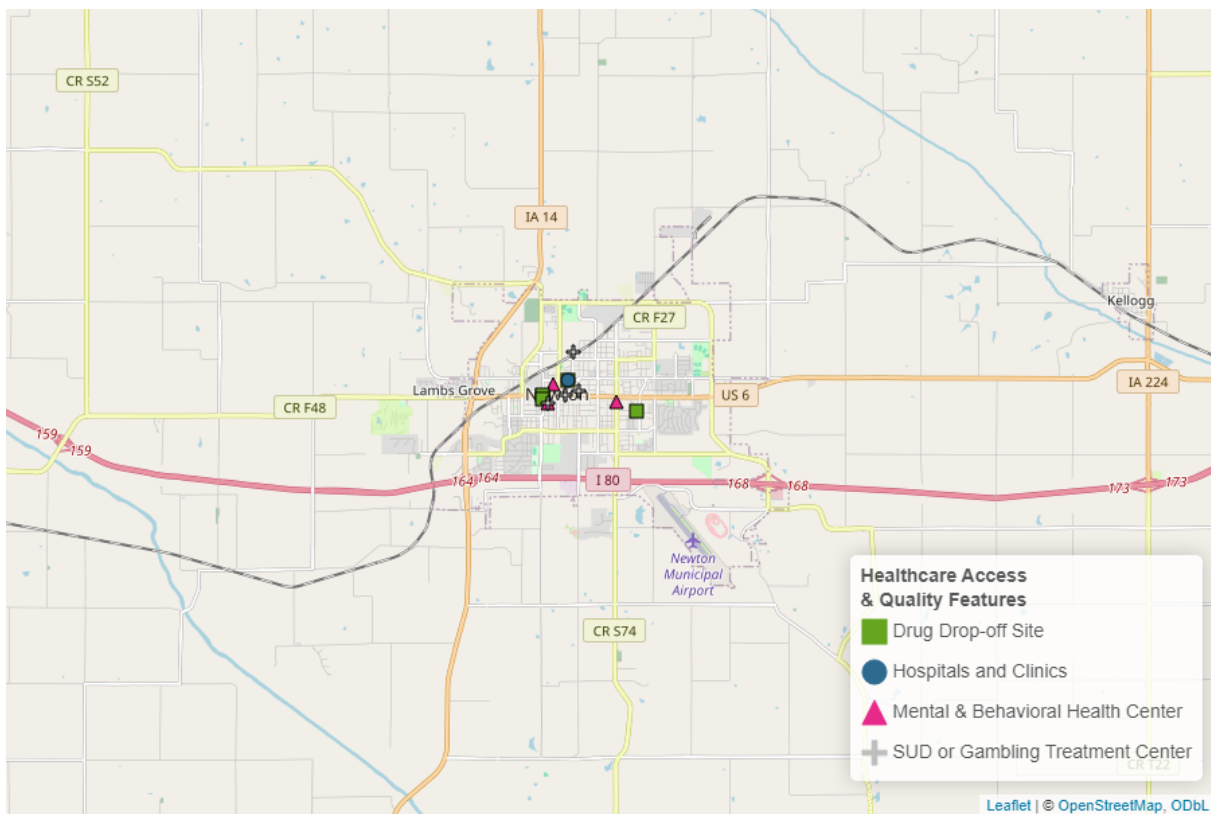 CR S52
IA 14
Kellogg
CR F27
Lambs Grove
Newton
US 6
IA 224
CR F48
159
159
164
164
I 80
168
168
173
173
Newton
Municipal
Airport
CR S74
Healthcare Access
& Quality Features
Drug Drop-off Site
Hospitals and Clinics
Mental & Behavioral Health Center
SUD or Gambling Treatment Center
CR T22
Leaflet | © OpenStreetMap, ODbL